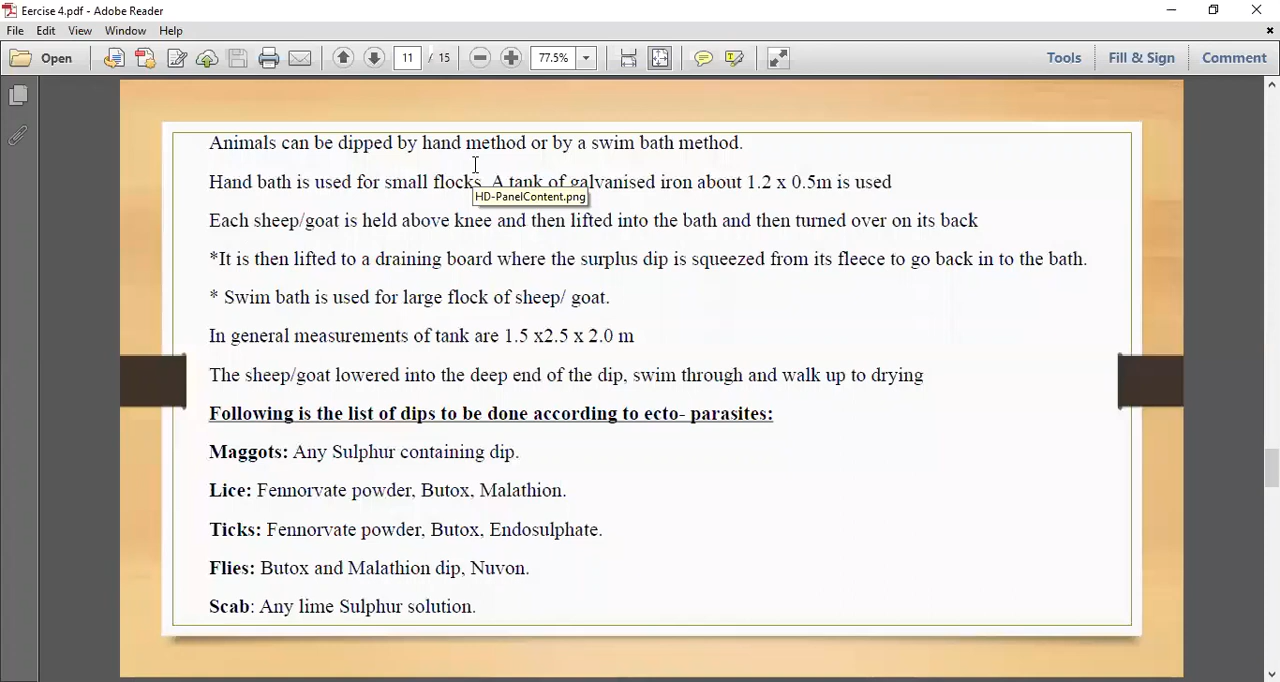 Eercise 4.pdf - Adobe Reader
File Edit View Window Help
Open 11 / 15 77.5% Tools Fill & Sign Comment
Animals can be dipped by hand method or by a swim bath method.
Hand bath is used for small flocks. A tank of galvanised iron about 1.2 x 0.5m is used
HD-PanelContent.png
Each sheep/goat is held above knee and then lifted into the bath and then turned over on its back
*It is then lifted to a draining board where the surplus dip is squeezed from its fleece to go back in to the bath.
* Swim bath is used for large flock of sheep/ goat.
In general measurements of tank are 1.5 x2.5 x 2.0 m
The sheep/goat lowered into the deep end of the dip, swim through and walk up to drying
Following is the list of dips to be done according to ecto- parasites:
Maggots: Any Sulphur containing dip.
Lice: Fennorvate powder, Butox, Malathion.
Ticks: Fennorvate powder, Butox, Endosulphate.
Flies: Butox and Malathion dip, Nuvon.
Scab: Any lime Sulphur solution.